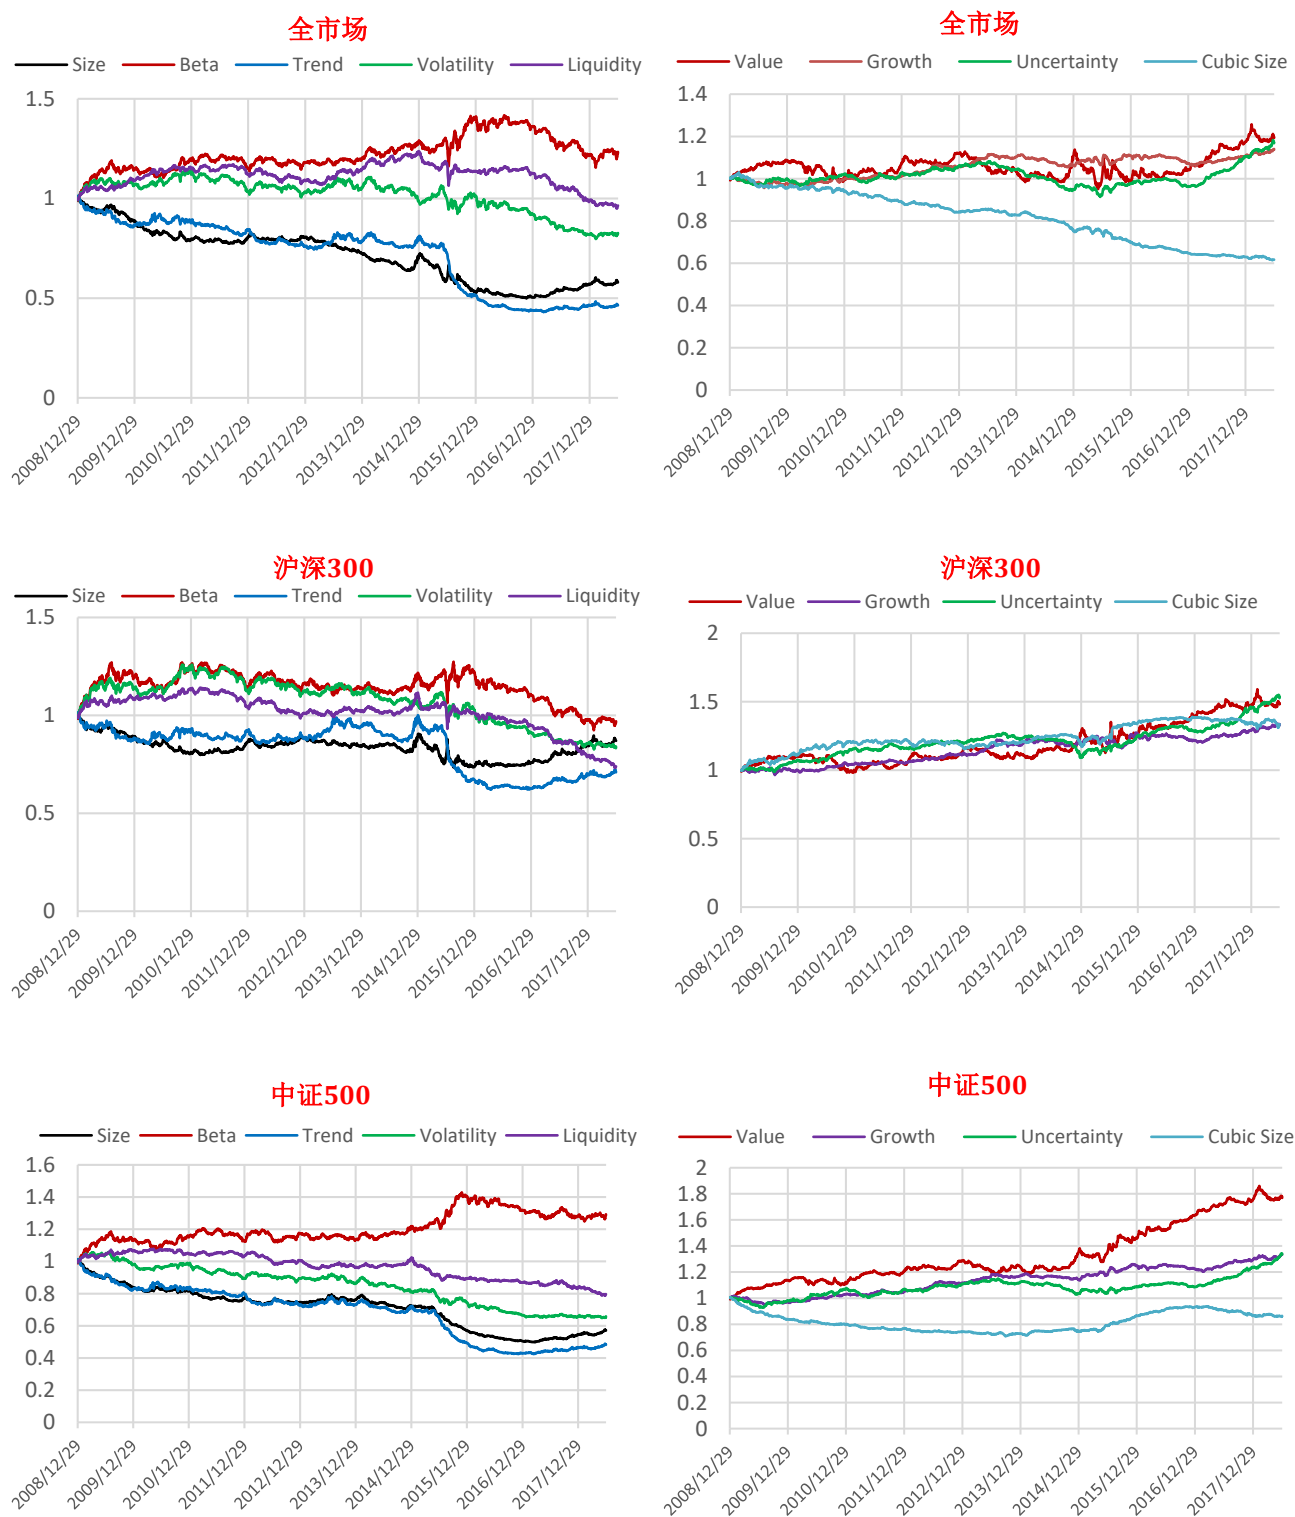 全市场
Size Beta Trend Volatility Liquidity
1.5
1
0.5
0
2008/12/29 2009/12/29 2010/12/29 2011/12/29 2012/12/29 2013/12/29 2014/12/29 2015/12/29 2016/12/29 2017/12/29
全市场
Value Growth Uncertainty Cubic Size
1.4
1.2
1
0.8
0.6
0.4
0.2
0
2008/12/29 2009/12/29 2010/12/29 2011/12/29 2012/12/29 2013/12/29 2014/12/29 2015/12/29 2016/12/29 2017/12/29
沪深300
Size Beta Trend Volatility Liquidity
1.5
1
0.5
0
2008/12/29 2009/12/29 2010/12/29 2011/12/29 2012/12/29 2013/12/29 2014/12/29 2015/12/29 2016/12/29 2017/12/29
沪深300
Value Growth Uncertainty Cubic Size
2
1.5
1
0.5
0
2008/12/29 2009/12/29 2010/12/29 2011/12/29 2012/12/29 2013/12/29 2014/12/29 2015/12/29 2016/12/29 2017/12/29
中证500
Size Beta Trend Volatility Liquidity
1.6
1.4
1.2
1
0.8
0.6
0.4
0.2
0
2008/12/29 2009/12/29 2010/12/29 2011/12/29 2012/12/29 2013/12/29 2014/12/29 2015/12/29 2016/12/29 2017/12/29
中证500
Value Growth Uncertainty Cubic Size
2
1.8
1.6
1.4
1.2
1
0.8
0.6
0.4
0.2
0
2008/12/29 2009/12/29 2010/12/29 2011/12/29 2012/12/29 2013/12/29 2014/12/29 2015/12/29 2016/12/29 2017/12/29